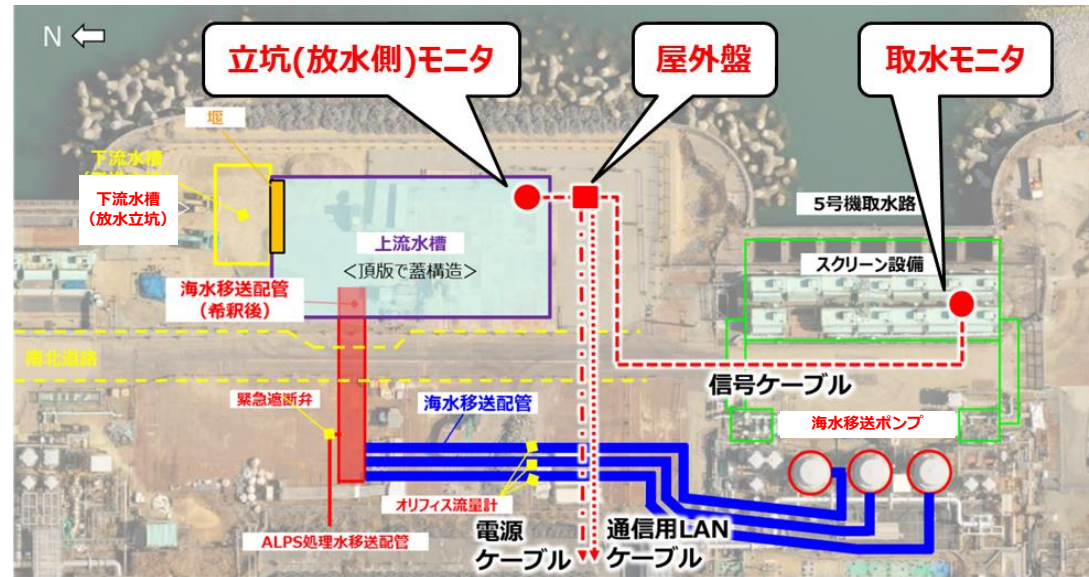 N
立坑(放水側)モニタ
屋外盤
取水モニタ
堰
下流水槽
下流水槽
(放水立坑)
5号機取水路
上流水槽
<頂版で蓋構造>
スクリーン設備
海水移送配管
(希釈後)
南北道路
信号ケーブル
緊急遮断弁
海水移送配管
海水移送ポンプ
オリフィス流量計
電源
ケーブル
通信用LAN
ケーブル
ALPS処理水移送配管